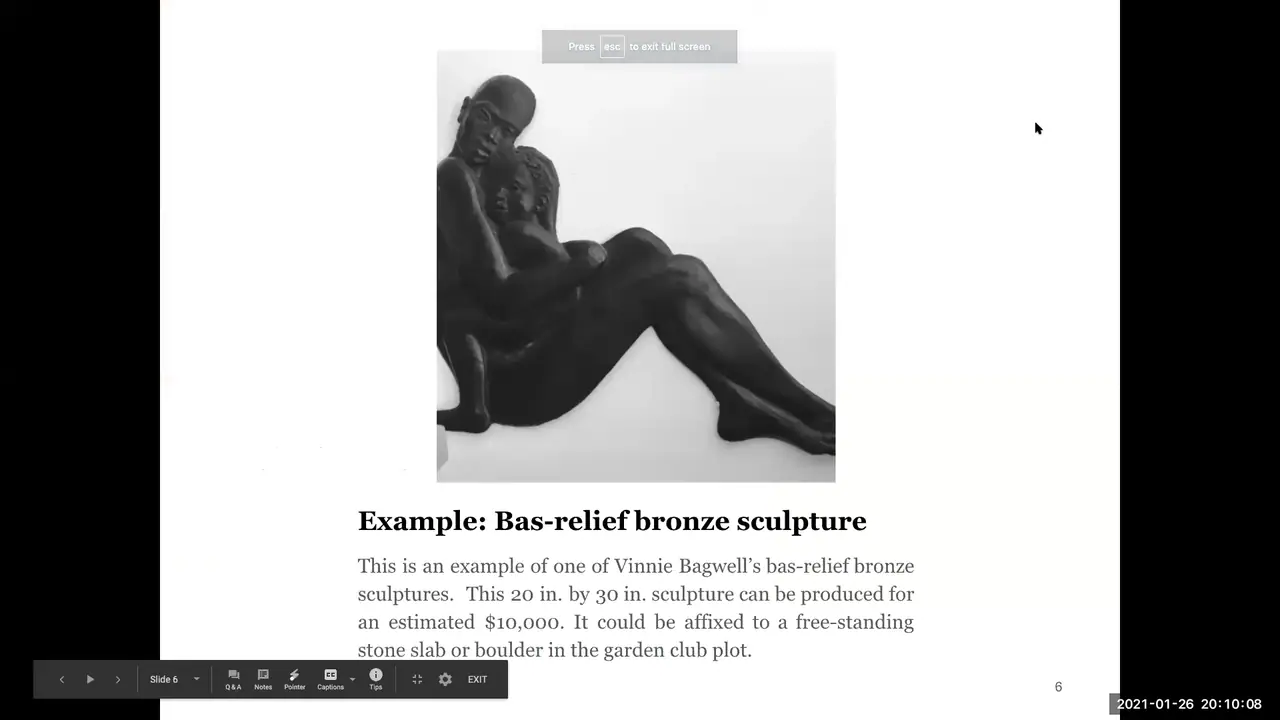 Press esc to exit full screen
Example: Bas-relief bronze sculpture
This is an example of one of Vinnie Bagwell’s bas-relief bronze
sculptures.  This 20 in. by 30 in. sculpture can be produced for
an estimated $10,000. It could be affixed to a free-standing
stone slab or boulder in the garden club plot.
Slide 6
Q & A
Notes
Pointer
Captions
Tips
EXIT
6
2021-01-26 20:10:08